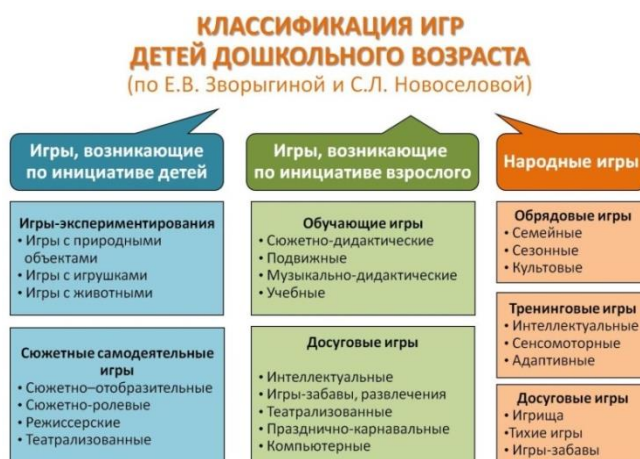 КЛАССИФИКАЦИЯ ИГР
ДЕТЕЙ ДОШКОЛЬНОГО ВОЗРАСТА
(по Е.В. Зворыгиной и С.Л. Новоселовой)
Игры, возникающие
по инициативе детей
Игры-экспериментирования
• Игры с природными
объектами
• Игры с игрушками
• Игры с животными
Сюжетные самодеятельные
игры
• Сюжетно–отобразительные
• Сюжетно-ролевые
• Режиссерские
• Театрализованные
Игры, возникающие
по инициативе взрослого
Обучающие игры
• Сюжетно-дидактические
• Подвижные
• Музыкально-дидактические
• Учебные
Досуговые игры
• Интеллектуальные
• Игры-забавы, развлечения
• Театрализованные
• Празднично-карнавальные
• Компьютерные
Народные игры
Обрядовые игры
• Семейные
• Сезонные
• Культовые
Тренинговые игры
• Интеллектуальные
• Сенсомоторные
• Адаптивные
Досуговые игры
• Игрища
•Тихие игры
• Игры-забавы